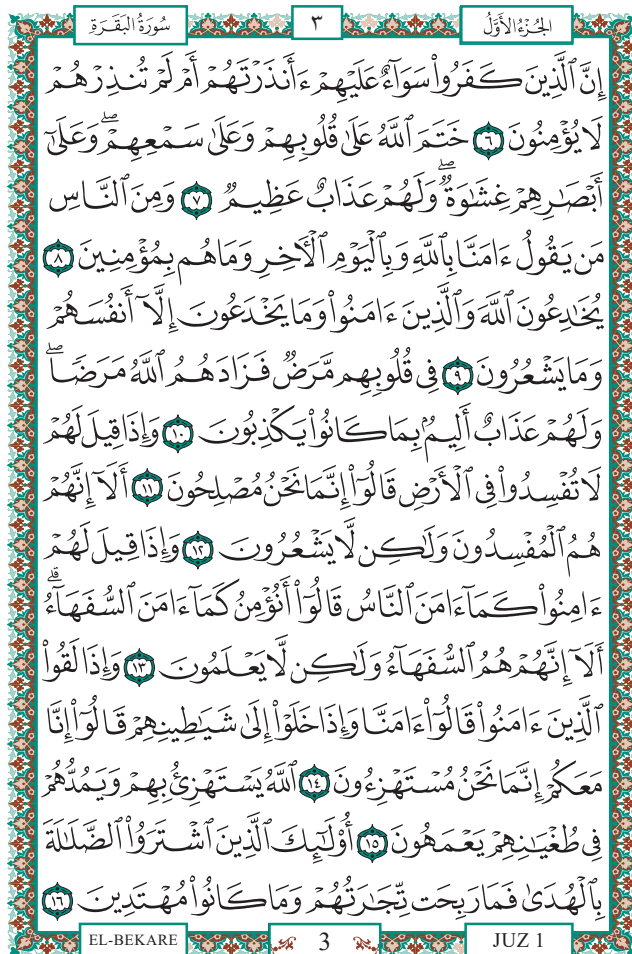 سُورَةُ البَقَـرَةِ ٣ الجُـزْءُ الأَوَّلُ
إِنَّ ٱلَّذِينَ كَفَرُوا۟ سَوَآءٌ عَلَيْهِمْ ءَأَنذَرْتَهُمْ أَمْ لَمْ تُنذِرْهُمْ
لَا يُؤْمِنُونَ ٦ خَتَمَ ٱللَّهُ عَلَىٰ قُلُوبِهِمْ وَعَلَىٰ سَمْعِهِمْ ۖ وَعَلَىٰٓ
أَبْصَـٰرِهِمْ غِشَـٰوَةٌ ۖ وَلَهُمْ عَذَابٌ عَظِيمٌ ٧ وَمِنَ ٱلنَّاسِ
مَن يَقُولُ ءَامَنَّا بِٱللَّهِ وَبِٱلْيَوْمِ ٱلْـَٔاخِرِ وَمَا هُم بِمُؤْمِنِينَ ٨
يُخَـٰدِعُونَ ٱللَّهَ وَٱلَّذِينَ ءَامَنُوا۟ وَمَا يَخْدَعُونَ إِلَّآ أَنفُسَهُمْ
وَمَا يَشْعُرُونَ ٩ فِى قُلُوبِهِم مَّرَضٌ فَزَادَهُمُ ٱللَّهُ مَرَضًا ۖ
وَلَهُمْ عَذَابٌ أَلِيمٌۢ بِمَا كَانُوا۟ يَكْذِبُونَ ١٠ وَإِذَا قِيلَ لَهُمْ
لَا تُفْسِدُوا۟ فِى ٱلْأَرْضِ قَالُوٓا۟ إِنَّمَا نَحْنُ مُصْلِحُونَ ١١ أَلَآ إِنَّهُمْ
هُمُ ٱلْمُفْسِدُونَ وَلَـٰكِن لَّا يَشْعُرُونَ ١٢ وَإِذَا قِيلَ لَهُمْ
ءَامِنُوا۟ كَمَآ ءَامَنَ ٱلنَّاسُ قَالُوٓا۟ أَنُؤْمِنُ كَمَآ ءَامَنَ ٱلسُّفَهَآءُ ۗ
أَلَآ إِنَّهُمْ هُمُ ٱلسُّفَهَآءُ وَلَـٰكِن لَّا يَعْلَمُونَ ١٣ وَإِذَا لَقُوا۟
ٱلَّذِينَ ءَامَنُوا۟ قَالُوٓا۟ ءَامَنَّا وَإِذَا خَلَوْا۟ إِلَىٰ شَيَـٰطِينِهِمْ قَالُوٓا۟ إِنَّا
مَعَكُمْ إِنَّمَا نَحْنُ مُسْتَهْزِءُونَ ١٤ ٱللَّهُ يَسْتَهْزِئُ بِهِمْ وَيَمُدُّهُمْ
فِى طُغْيَـٰنِهِمْ يَعْمَهُونَ ١٥ أُو۟لَـٰٓئِكَ ٱلَّذِينَ ٱشْتَرَوُا۟ ٱلضَّلَـٰلَةَ
بِٱلْهُدَىٰ فَمَا رَبِحَت تِّجَـٰرَتُهُمْ وَمَا كَانُوا۟ مُهْتَدِينَ ١٦
EL-BEKARE 3 JUZ 1